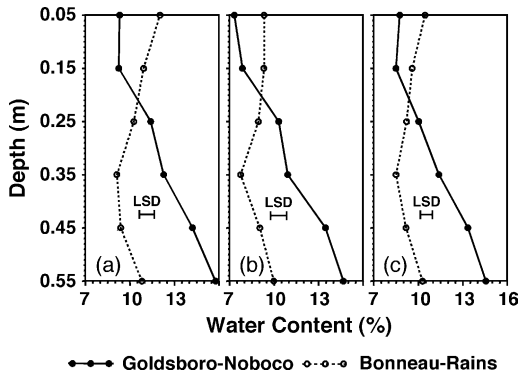 0.05
0.15
0.25
0.35
0.45
0.55
Depth (m)
LSD
LSD
LSD
(a)
(b)
(c)
7 10 13 7 10 13 7 10 13 16
Water Content (%)
Goldsboro-Noboco Bonneau-Rains